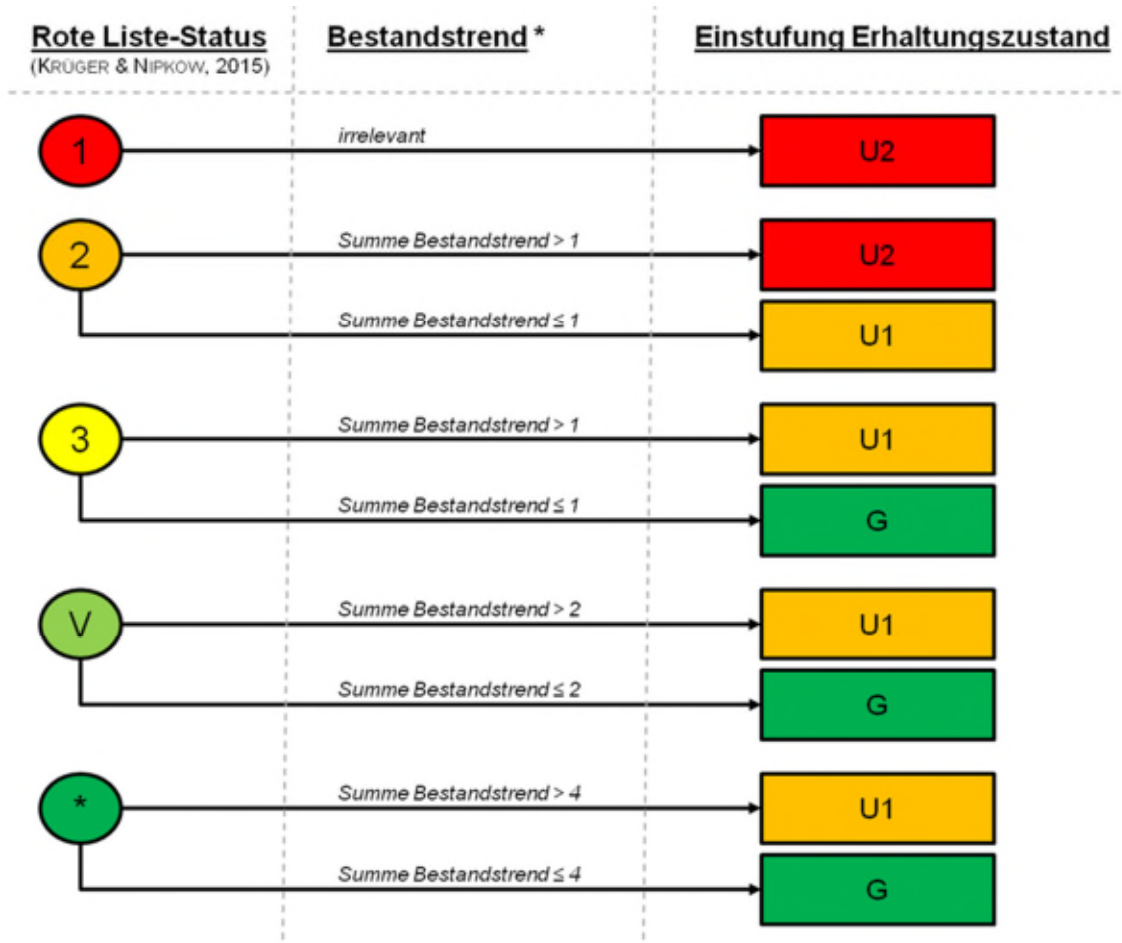 Rote Liste-Status
(KRÜGER & NIPKOW, 2015)
Bestandstrend *
Einstufung Erhaltungszustand
1
irrelevant
U2
2
Summe Bestandstrend > 1
U2
Summe Bestandstrend ≤ 1
U1
3
Summe Bestandstrend > 1
U1
Summe Bestandstrend ≤ 1
G
V
Summe Bestandstrend > 2
U1
Summe Bestandstrend ≤ 2
G
*
Summe Bestandstrend > 4
U1
Summe Bestandstrend ≤ 4
G